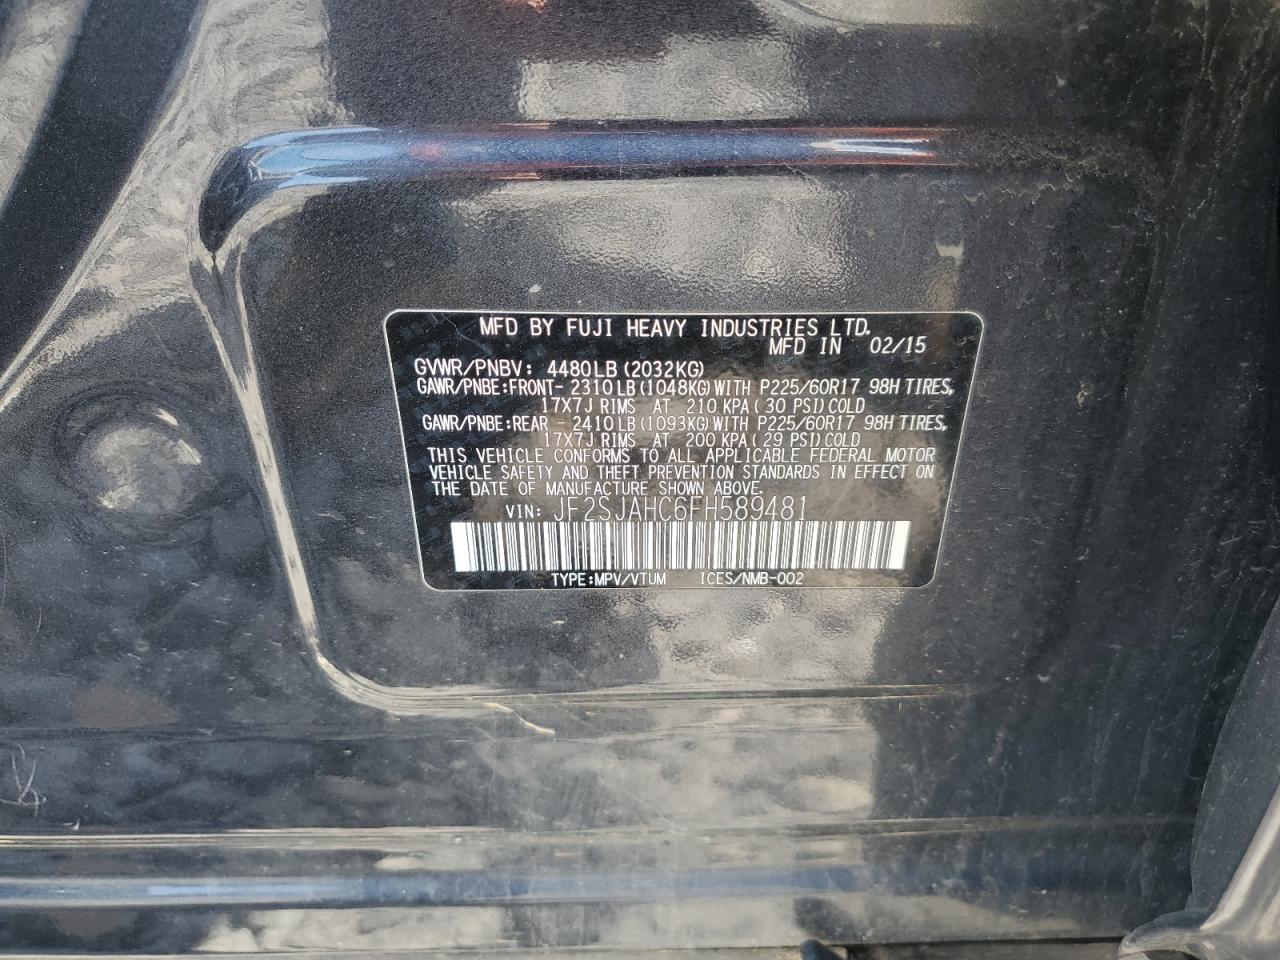 MFD BY FUJI HEAVY INDUSTRIES LTD.
MFD IN 02/15
GVWR/PNBV: 4480LB(2032KG)
GAWR/PNBE:FRONT- 2310LB(1048KG)WITH P225/60R17 98H TIRES,
17X7J RIMS AT 210 KPA(30 PSI)COLD
GAWR/PNBE:REAR - 2410LB(1093KG)WITH P225/60R17 98H TIRES,
17X7J RIMS AT 200 KPA(29 PSI)COLD
THIS VEHICLE CONFORMS TO ALL APPLICABLE FEDERAL MOTOR
VEHICLE SAFETY AND THEFT PREVENTION STANDARDS IN EFFECT ON
THE DATE OF MANUFACTURE SHOWN ABOVE.
VIN: JF2SJAHC6FH589481
TYPE:MPV/VTUM ICES/NMB-002